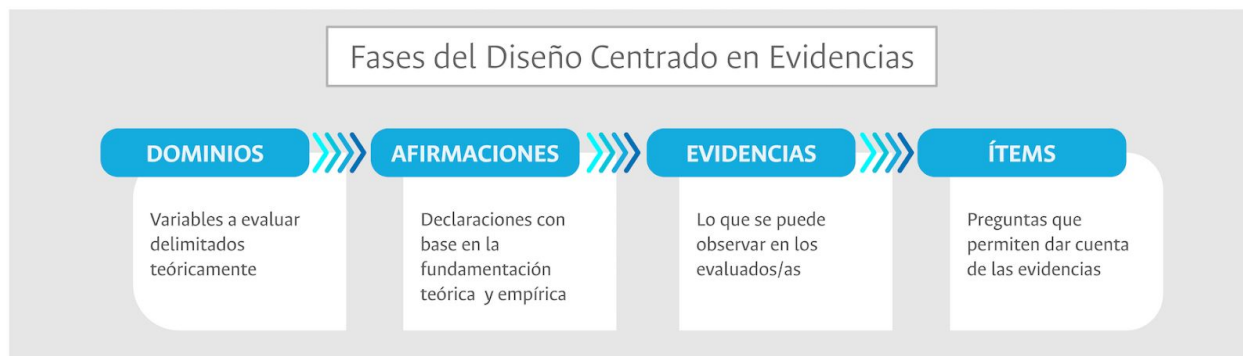 Fases del Diseño Centrado en Evidencias
DOMINIOS
Variables a evaluar
delimitados
teóricamente
AFIRMACIONES
Declaraciones con
base en la
fundamentación
teórica y empírica
EVIDENCIAS
Lo que se puede
observar en los
evaluados/as
ÍTEMS
Preguntas que
permiten dar cuenta
de las evidencias